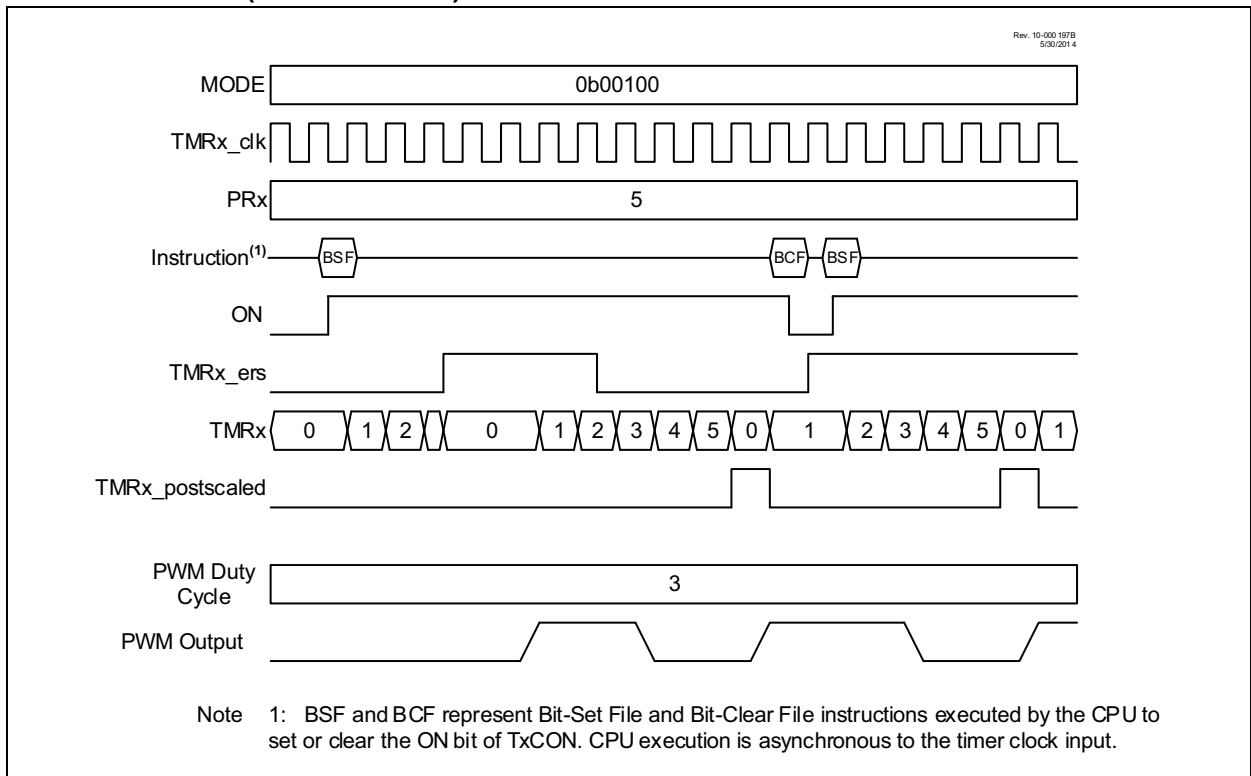 Rev. 10-000 197B
5/30/201 4
MODE 0b00100
TMRx_clk
PRx 5
Instruction(1) BSF BCF BSF
ON
TMRx_ers
TMRx 0 1 2 0 1 2 3 4 5 0 1 2 3 4 5 0 1
TMRx_postscaled
PWM Duty
Cycle
3
PWM Output
Note 1: BSF and BCF represent Bit-Set File and Bit-Clear File instructions executed by the CPU to
set or clear the ON bit of TxCON. CPU execution is asynchronous to the timer clock input.